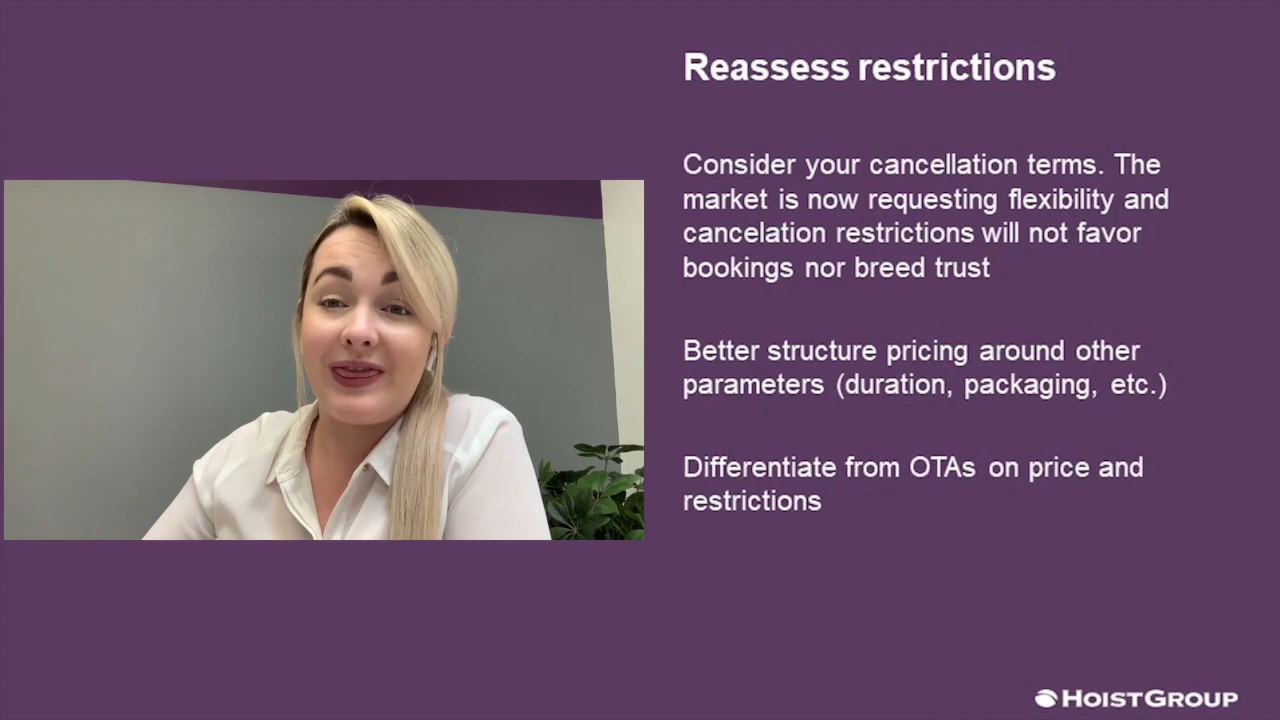 Reassess restrictions
Consider your cancellation terms. The
market is now requesting flexibility and
cancelation restrictions will not favor
bookings nor breed trust
Better structure pricing around other
parameters (duration, packaging, etc.)
Differentiate from OTAs on price and
restrictions
HOISTGROUP